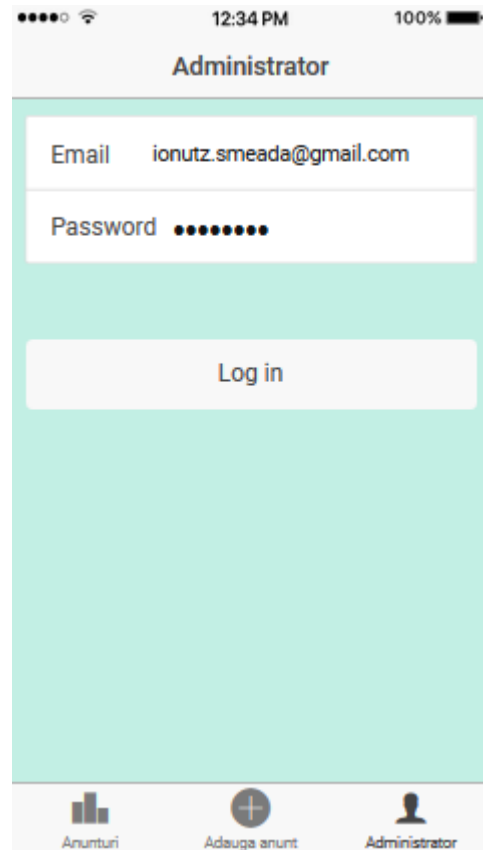 12:34 PM 100%
Administrator
Email ionutz.smeada@gmail.com
Password ••••••••
Log in
Anunturi Adauga anunt Administrator